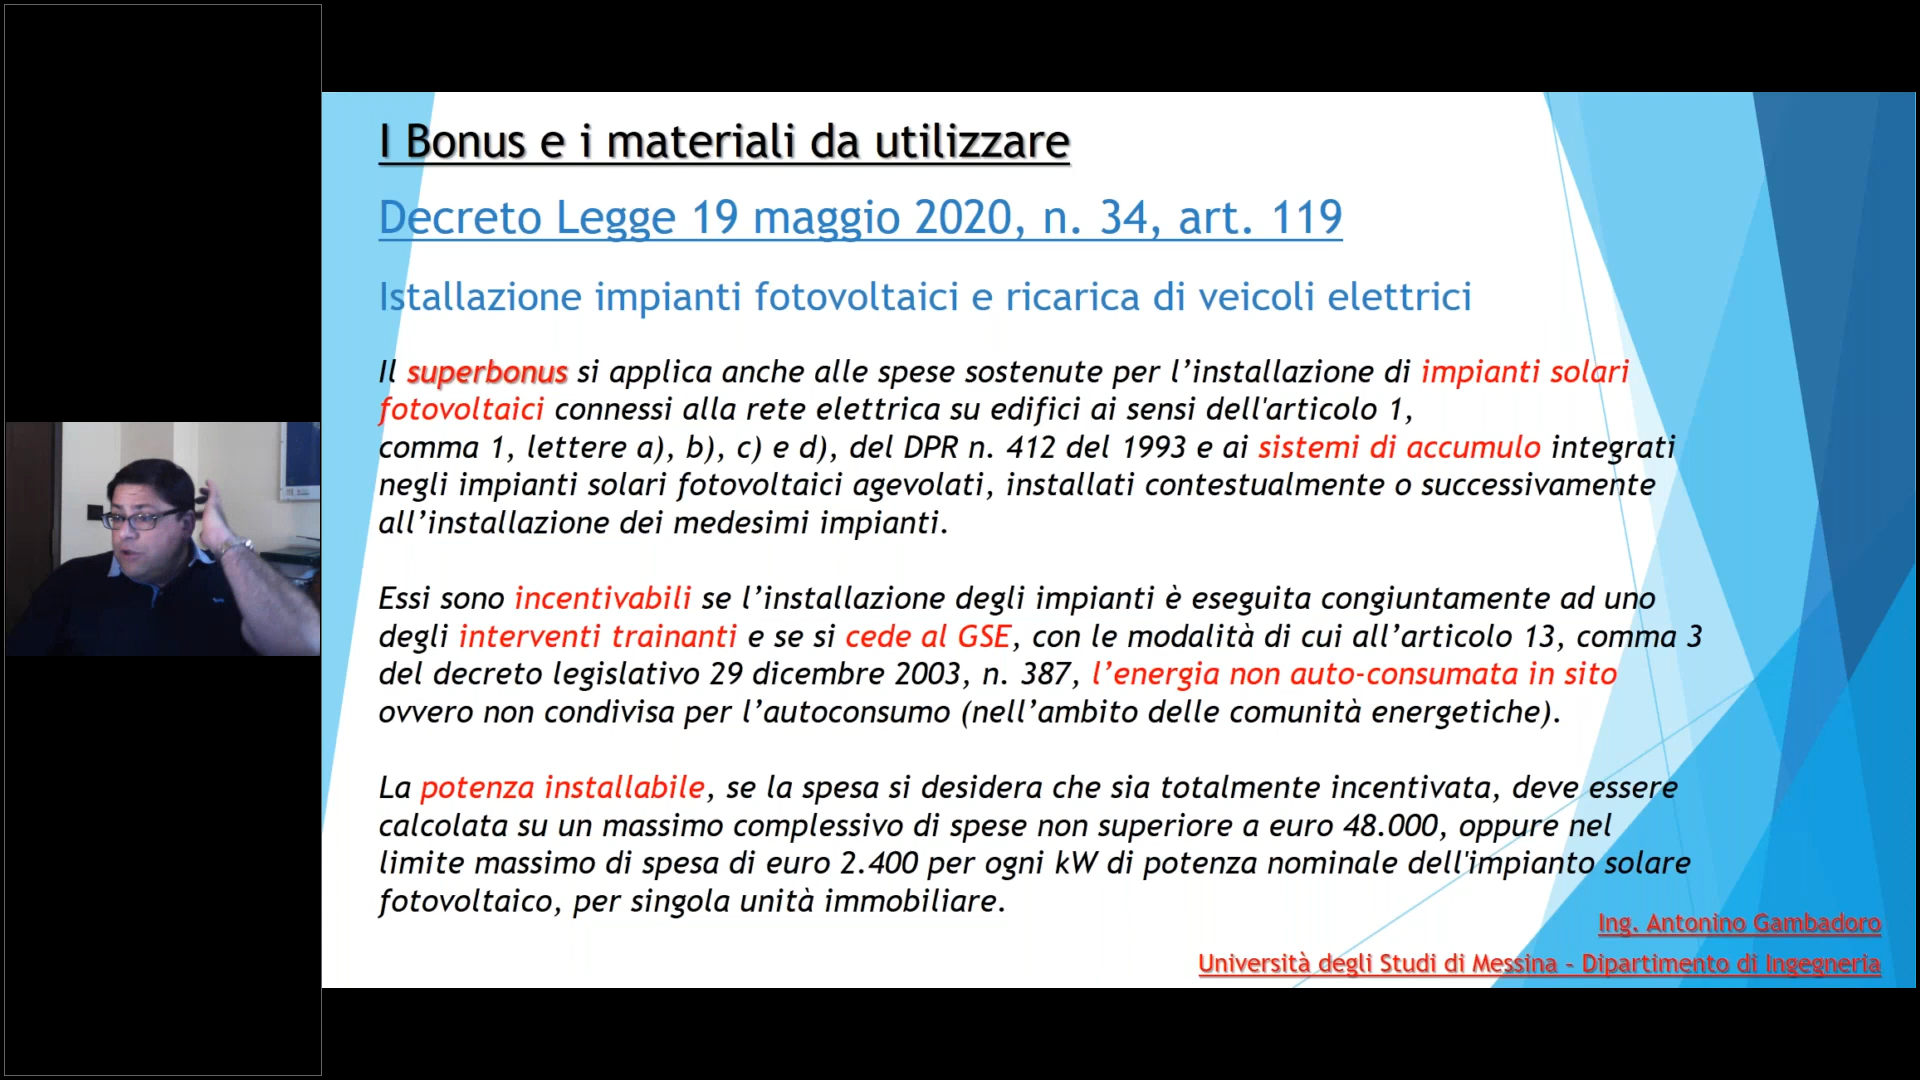 I Bonus e i materiali da utilizzare
Decreto Legge 19 maggio 2020, n. 34, art. 119
Istallazione impianti fotovoltaici e ricarica di veicoli elettrici
Il superbonus si applica anche alle spese sostenute per l’installazione di impianti solari
fotovoltaici connessi alla rete elettrica su edifici ai sensi dell'articolo 1,
comma 1, lettere a), b), c) e d), del DPR n. 412 del 1993 e ai sistemi di accumulo integrati
negli impianti solari fotovoltaici agevolati, installati contestualmente o successivamente
all’installazione dei medesimi impianti.
Essi sono incentivabili se l’installazione degli impianti è eseguita congiuntamente ad uno
degli interventi trainanti e se si cede al GSE, con le modalità di cui all’articolo 13, comma 3
del decreto legislativo 29 dicembre 2003, n. 387, l’energia non auto-consumata in sito
ovvero non condivisa per l’autoconsumo (nell’ambito delle comunità energetiche).
La potenza installabile, se la spesa si desidera che sia totalmente incentivata, deve essere
calcolata su un massimo complessivo di spese non superiore a euro 48.000, oppure nel
limite massimo di spesa di euro 2.400 per ogni kW di potenza nominale dell'impianto solare
fotovoltaico, per singola unità immobiliare.
Ing. Antonino Gambadoro
Università degli Studi di Messina – Dipartimento di Ingegneria